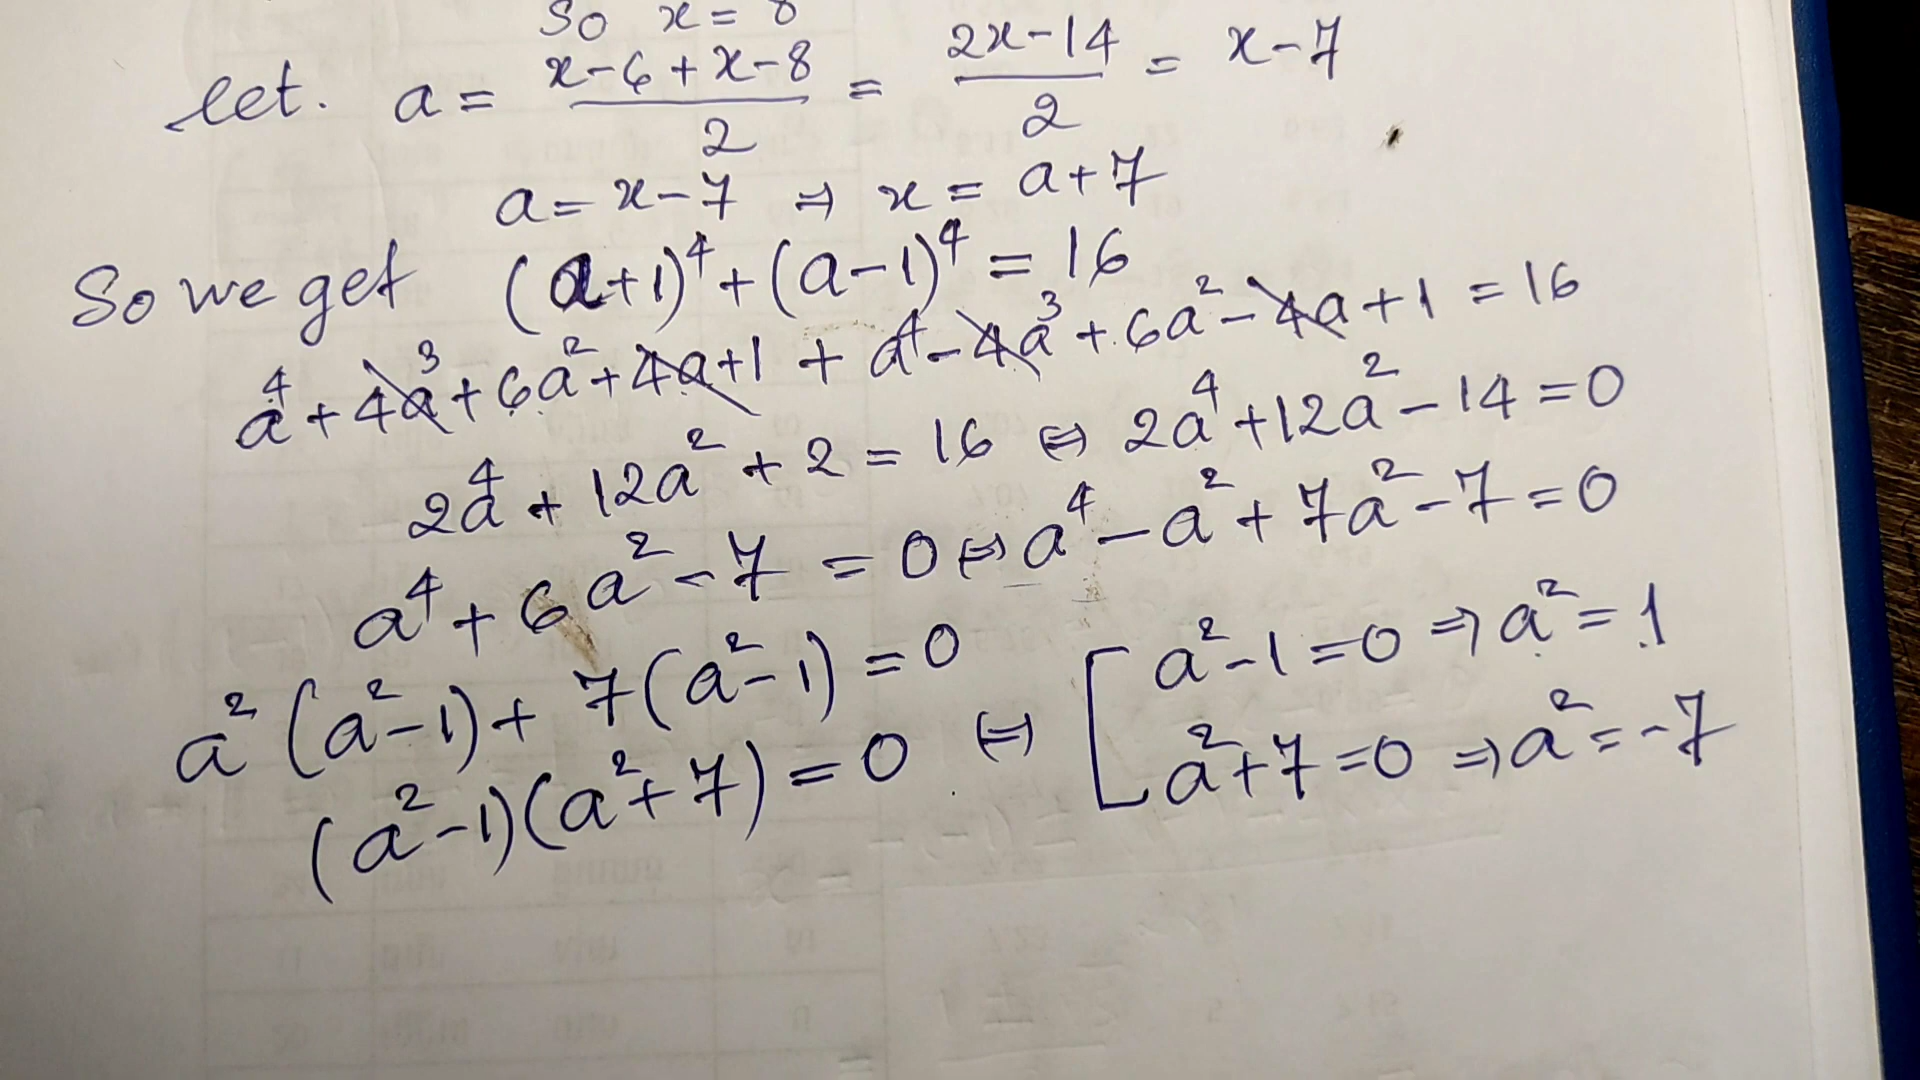 So x = 8
let. a = (x-6+x-8)/2 = (2x-14)/2 = x-7
a = x-7 ⇒ x = a+7
So we get (a+1)⁴+(a-1)⁴ = 16
a⁴+4a³+6a²+4a+1 + a⁴-4a³+6a²-4a+1 = 16
2a⁴+12a²+2 = 16 ⇔ 2a⁴+12a²-14=0
a⁴+6a²-7 = 0 ⇔ a⁴-a²+7a²-7=0
a²(a²-1)+7(a²-1)=0
(a²-1)(a²+7)=0 ⇔ [ a²-1=0 ⇒ a²=1
a²+7=0 ⇒ a²=-7